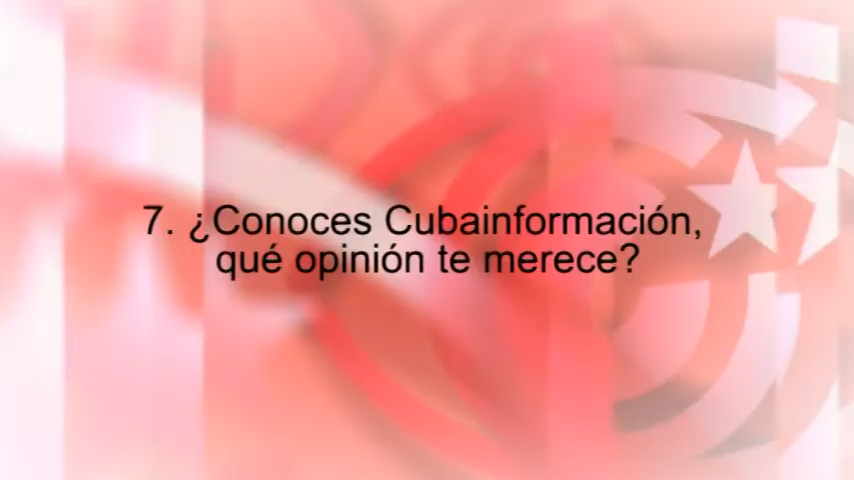 7. ¿Conoces Cubainformación,
qué opinión te merece?